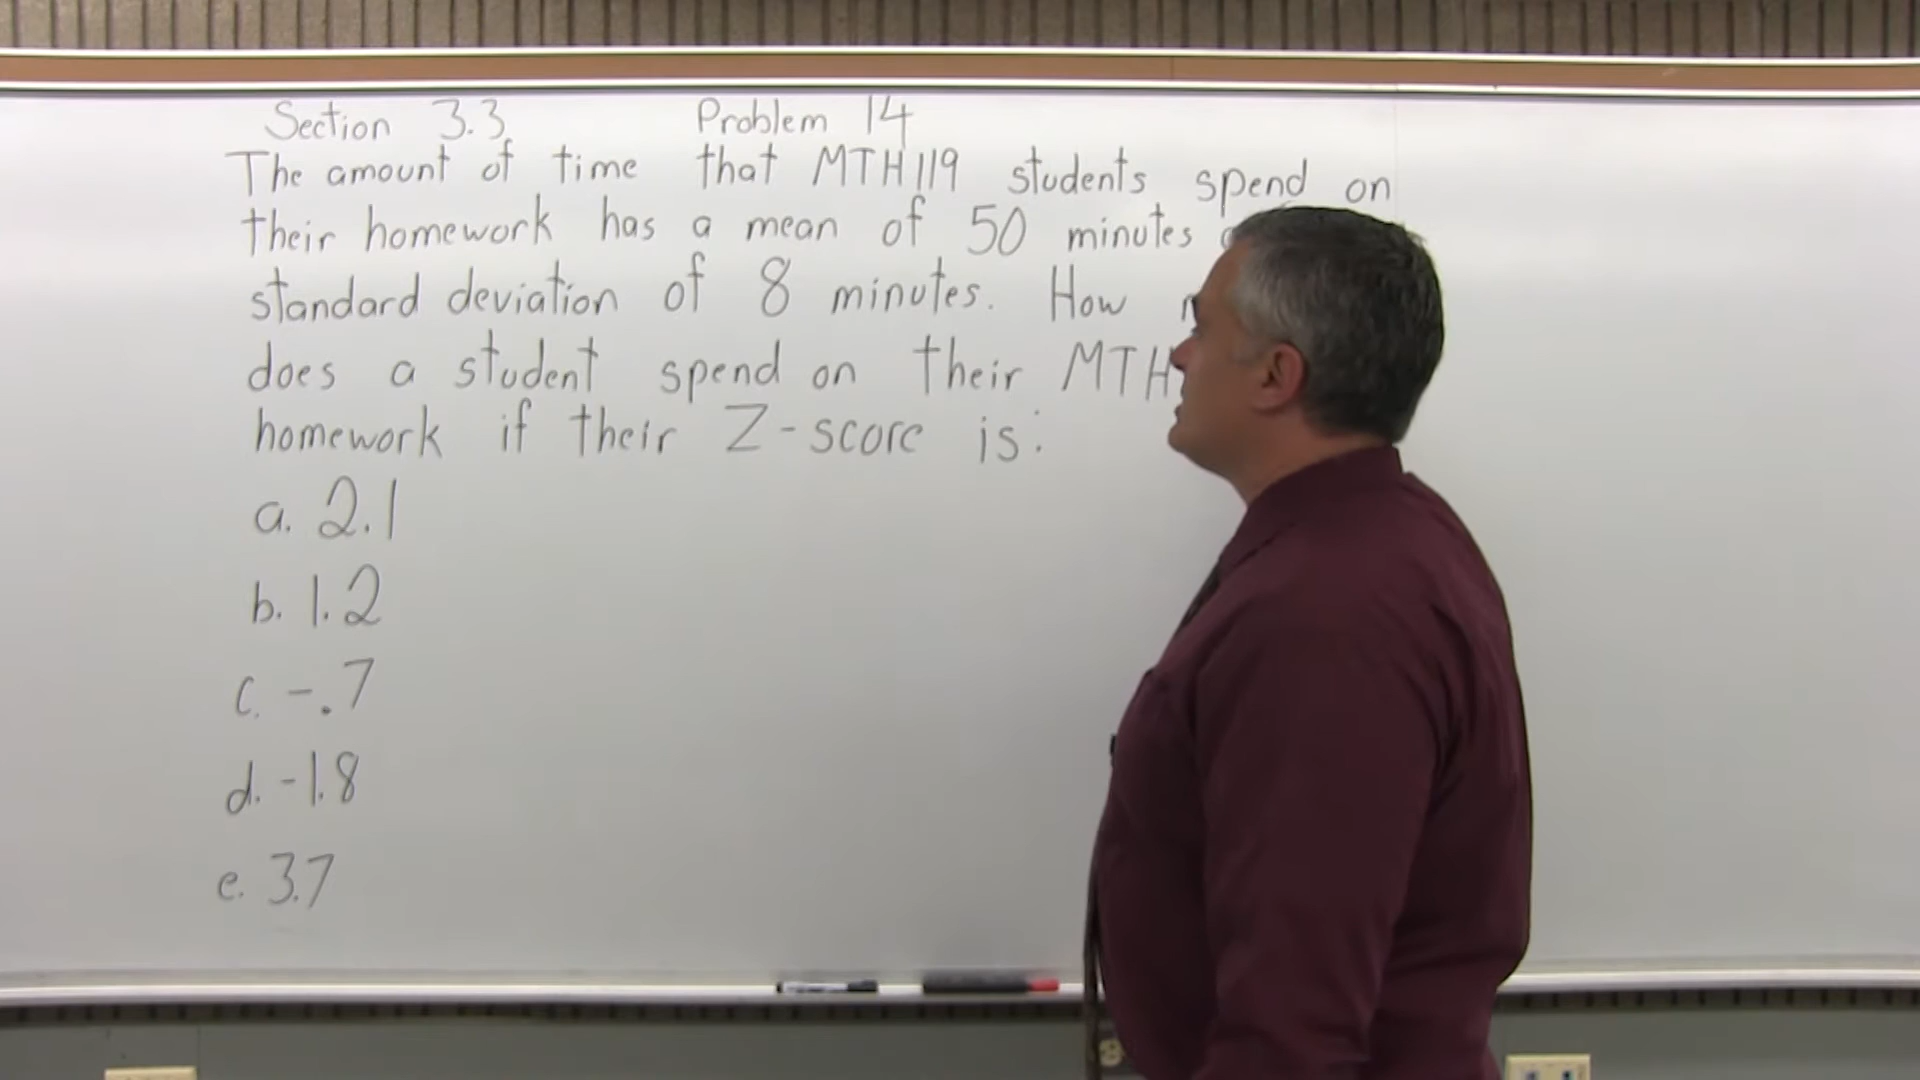 Section 3.3 Problem 14
The amount of time that MTH119 students spend on
their homework has a mean of 50 minutes
standard deviation of 8 minutes. How
does a student spend on their MTH
homework if their Z-score is:
a. 2.1
b. 1.2
c. -.7
d. -1.8
e. 3.7